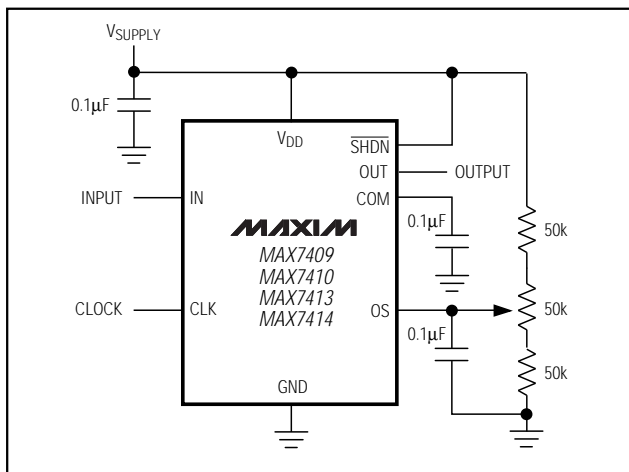 VSUPPLY
0.1µF
VDD
SHDN
OUT
OUTPUT
INPUT
IN
COM
0.1µF
50k
MAXIM
MAX7409
MAX7410
MAX7413
MAX7414
CLOCK
CLK
OS
50k
0.1µF
50k
GND